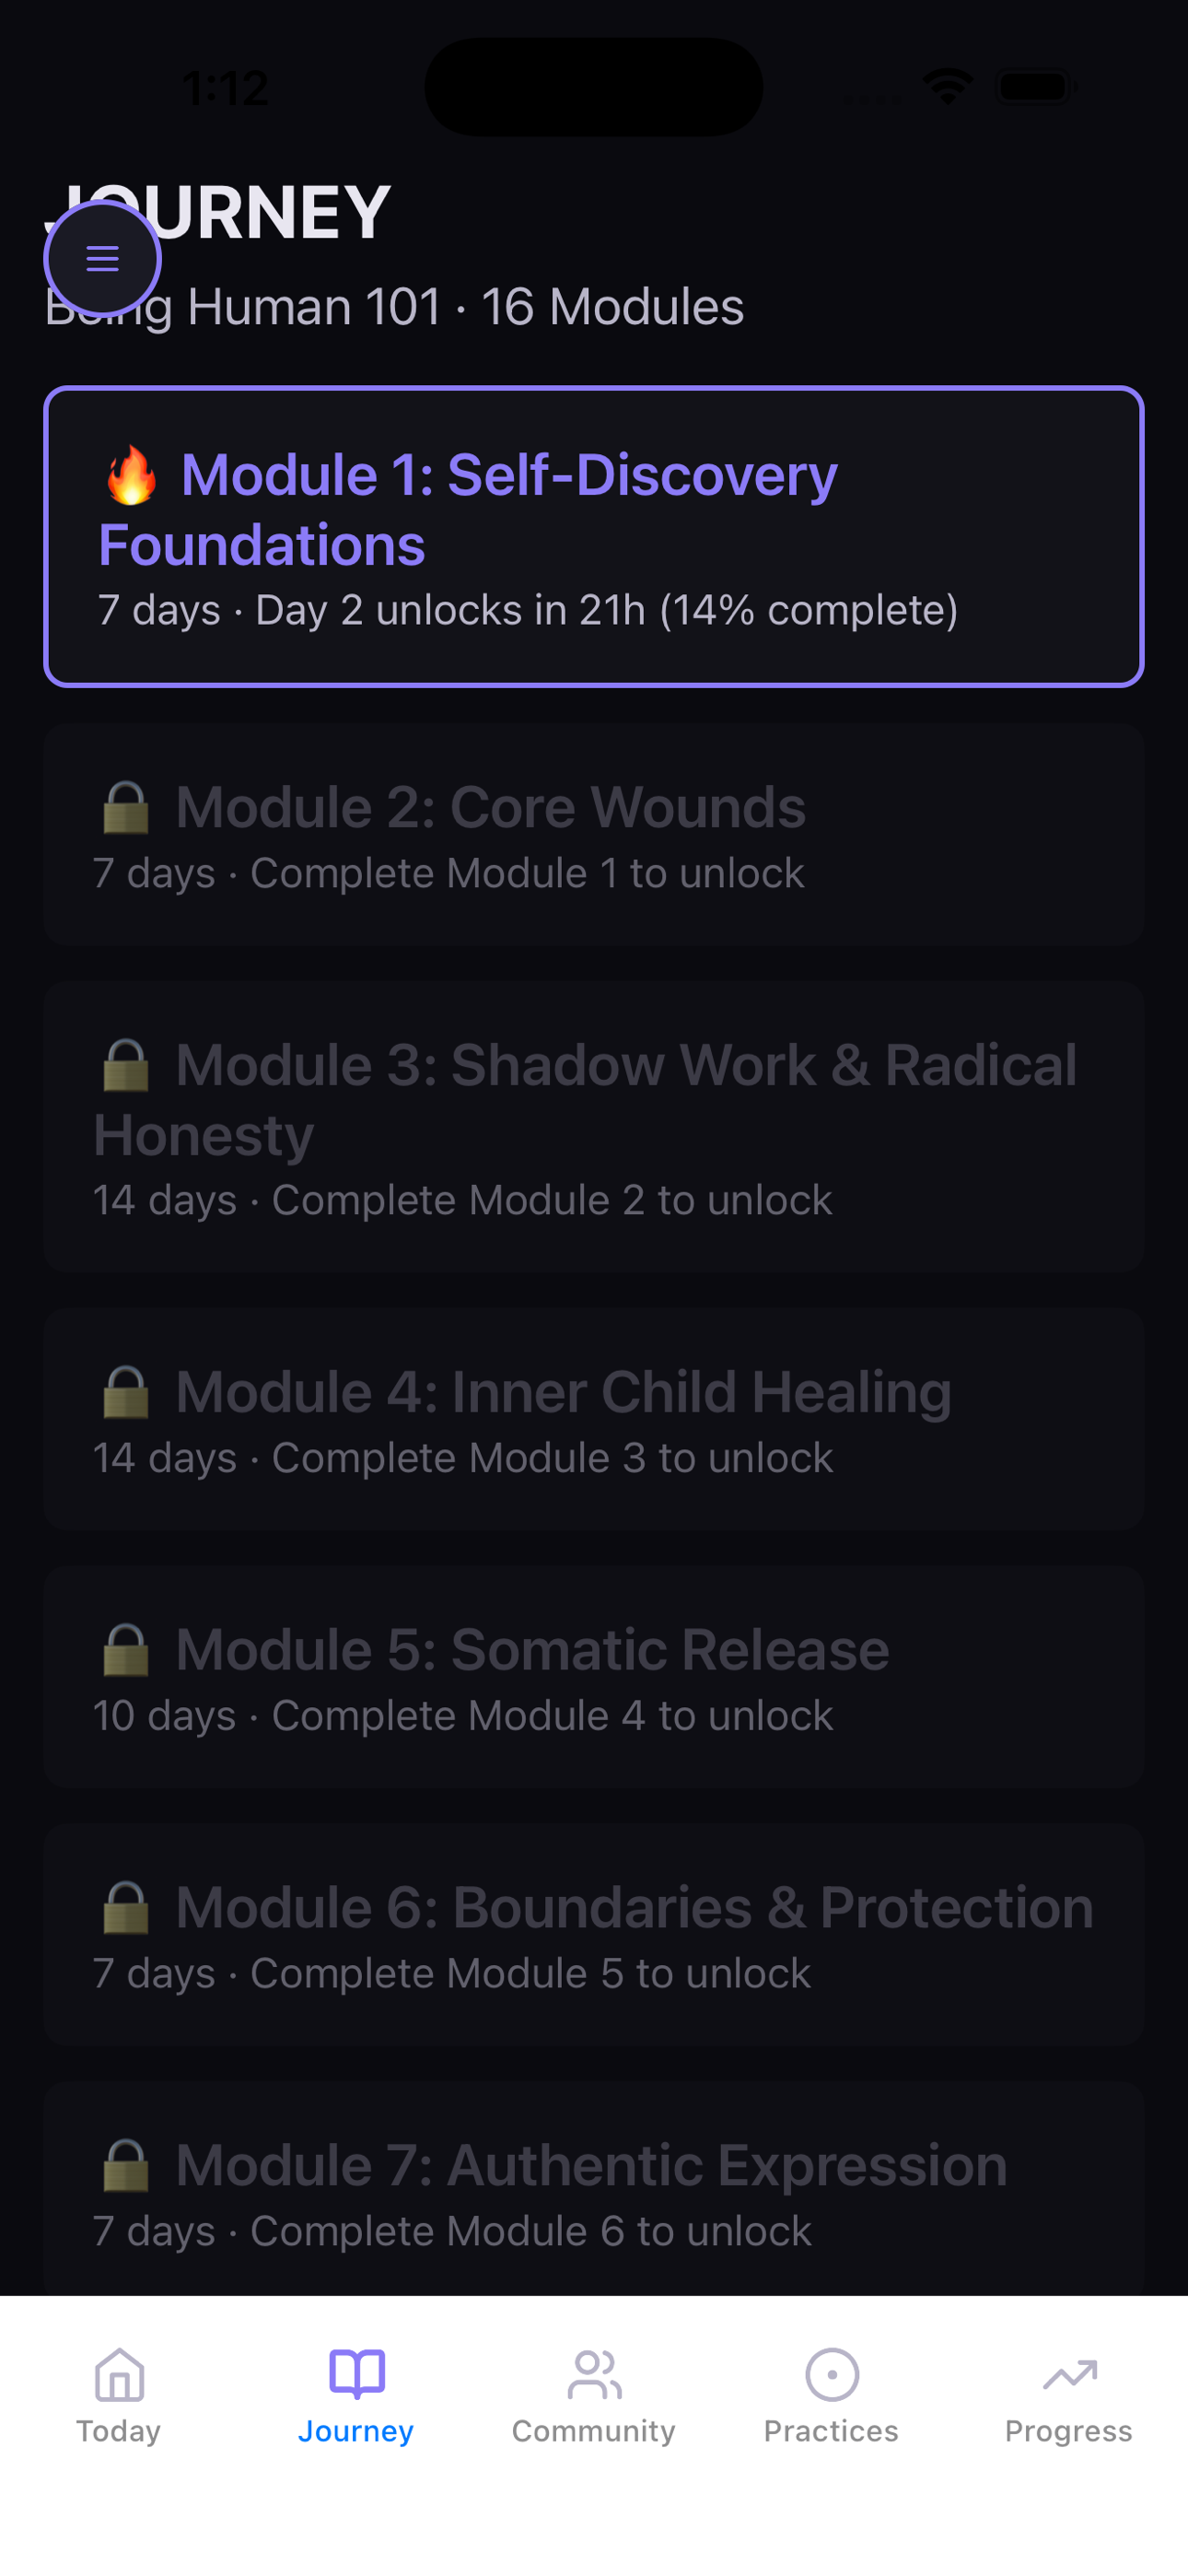 1:12
JOURNEY
Being Human 101 · 16 Modules
Module 1: Self-Discovery
Foundations
7 days · Day 2 unlocks in 21h (14% complete)
Module 2: Core Wounds
7 days · Complete Module 1 to unlock
Module 3: Shadow Work & Radical
Honesty
14 days · Complete Module 2 to unlock
Module 4: Inner Child Healing
14 days · Complete Module 3 to unlock
Module 5: Somatic Release
10 days · Complete Module 4 to unlock
Module 6: Boundaries & Protection
7 days · Complete Module 5 to unlock
Module 7: Authentic Expression
7 days · Complete Module 6 to unlock
Today
Journey
Community
Practices
Progress